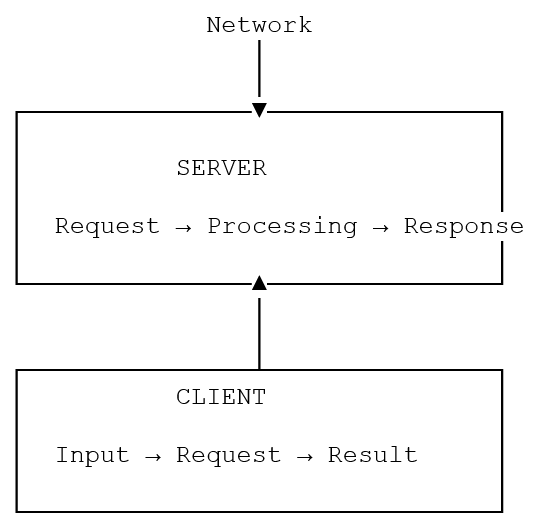 Network
SERVER
Request → Processing → Response
CLIENT
Input → Request → Result